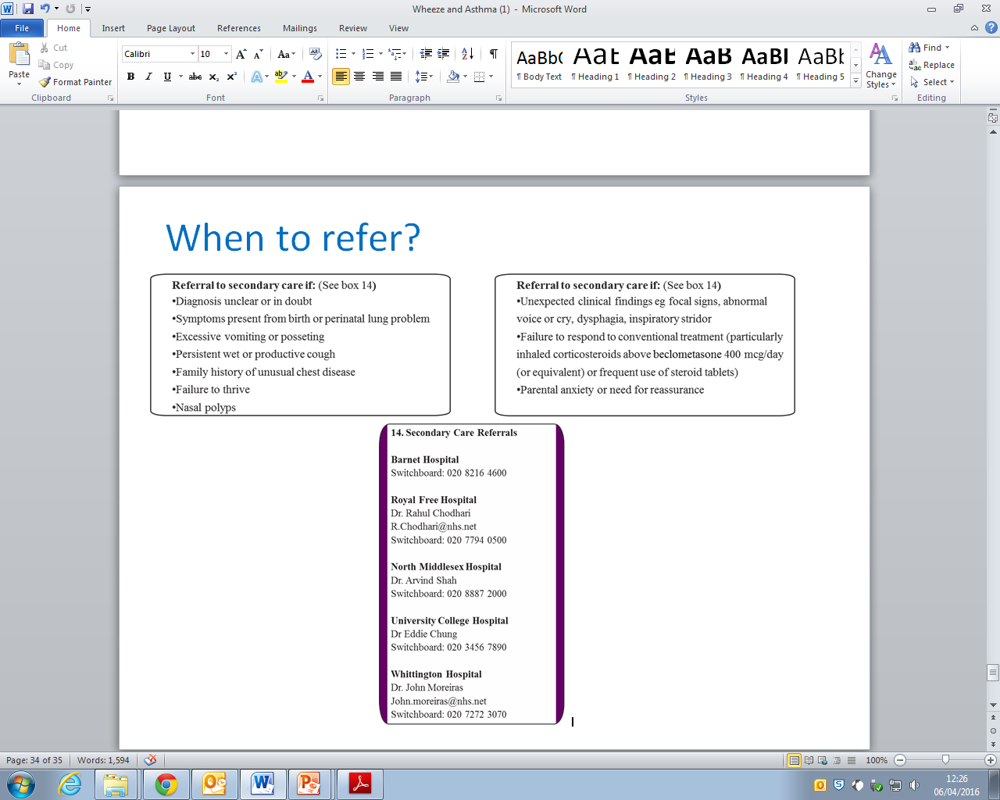 Wheeze and Asthma (1) - Microsoft Word
File Home Insert Page Layout References Mailings Review View
Paste
Cut
Copy
Format Painter
Clipboard
Calibri 10
Font
Paragraph
AaBbC AaB AaB AaB AaBI AaBb
¶ Body Text ¶ Heading 1 ¶ Heading 2 ¶ Heading 3 ¶ Heading 4 ¶ Heading 5
Change
Styles
Styles
Find
Replace
Select
Editing
When to refer?
Referral to secondary care if: (See box 14)
•Diagnosis unclear or in doubt
•Symptoms present from birth or perinatal lung problem
•Excessive vomiting or posseting
•Persistent wet or productive cough
•Family history of unusual chest disease
•Failure to thrive
•Nasal polyps
Referral to secondary care if: (See box 14)
•Unexpected clinical findings eg focal signs, abnormal
voice or cry, dysphagia, inspiratory stridor
•Failure to respond to conventional treatment (particularly
inhaled corticosteroids above beclometasone 400 mcg/day
(or equivalent) or frequent use of steroid tablets)
•Parental anxiety or need for reassurance
14. Secondary Care Referrals
Barnet Hospital
Switchboard: 020 8216 4600
Royal Free Hospital
Dr. Rahul Chodhari
R.Chodhari@nhs.net
Switchboard: 020 7794 0500
North Middlesex Hospital
Dr. Arvind Shah
Switchboard: 020 8887 2000
University College Hospital
Dr Eddie Chung
Switchboard: 020 3456 7890
Whittington Hospital
Dr. John Moreiras
John.moreiras@nhs.net
Switchboard: 020 7272 3070
Page: 34 of 35 Words: 1,594
100%
12:26
06/04/2016